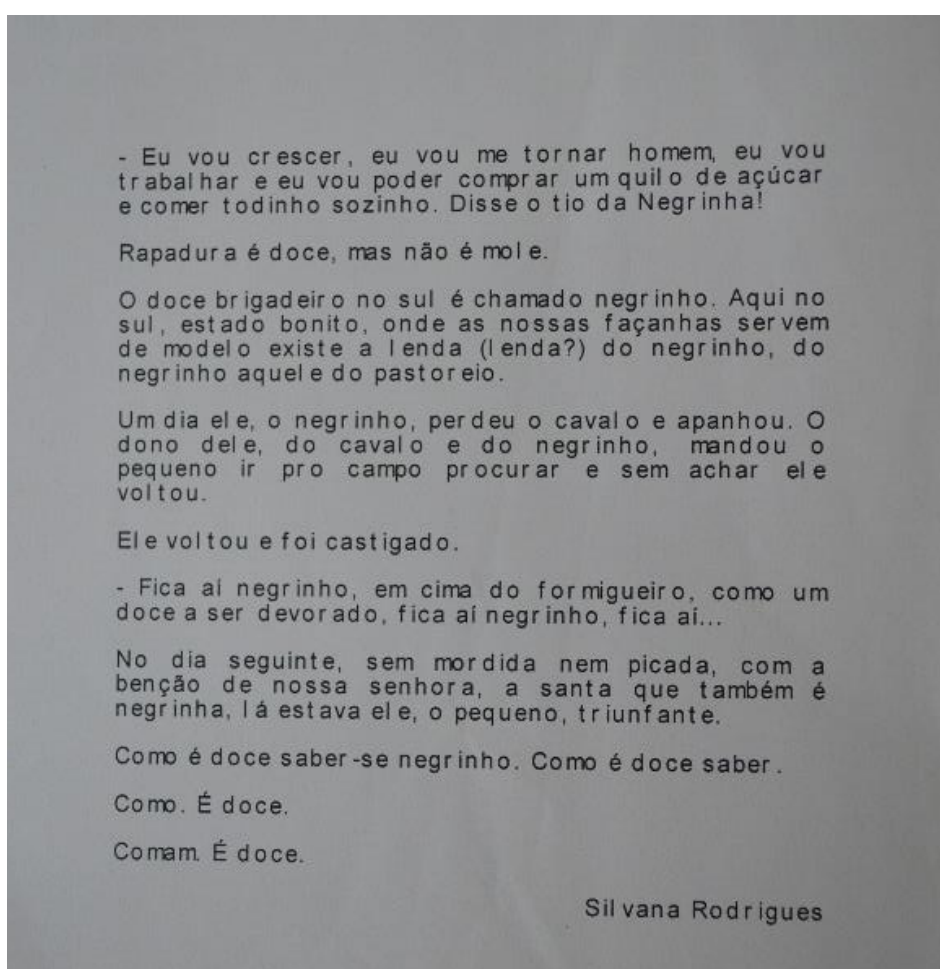 - Eu vou crescer, eu vou me tornar homem, eu vou
trabalhar e eu vou poder comprar um quilo de açúcar
e comer todinho sozinho. Disse o tio da Negrinha!
Rapadura é doce, mas não é mole.
O doce brigadeiro no sul é chamado negrinho. Aqui no
sul, estado bonito, onde as nossas façanhas servem
de modelo existe a lenda (lenda?) do negrinho, do
negrinho aquele do pastoreio.
Um dia ele, o negrinho, perdeu o cavalo e apanhou. O
dono dele, do cavalo e do negrinho, mandou o
pequeno ir pro campo procurar e sem achar ele
voltou.
Ele voltou e foi castigado.
- Fica aí negrinho, em cima do formigueiro, como um
doce a ser devorado, fica aí negrinho, fica aí...
No dia seguinte, sem mordida nem picada, com a
benção de nossa senhora, a santa que também é
negrinha, lá estava ele, o pequeno, triunfante.
Como é doce saber-se negrinho. Como é doce saber.
Como. É doce.
Comam. É doce.
Silvana Rodrigues